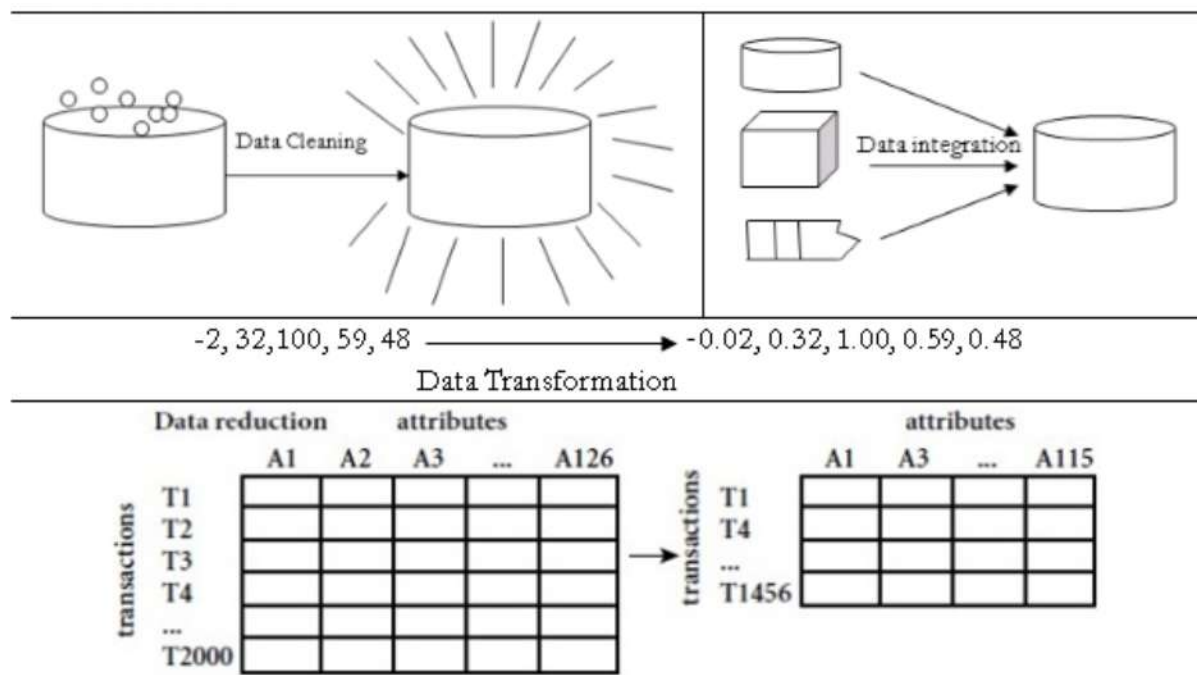 Data Cleaning
Data integration
-2, 32,100, 59, 48 -0.02, 0.32, 1.00, 0.59, 0.48
Data Transformation
Data reduction attributes
A1 A2 A3 ... A126
transactions
T1
T2
T3
T4
...
T2000
attributes
A1 A3 ... A115
transactions
T1
T4
...
T1456